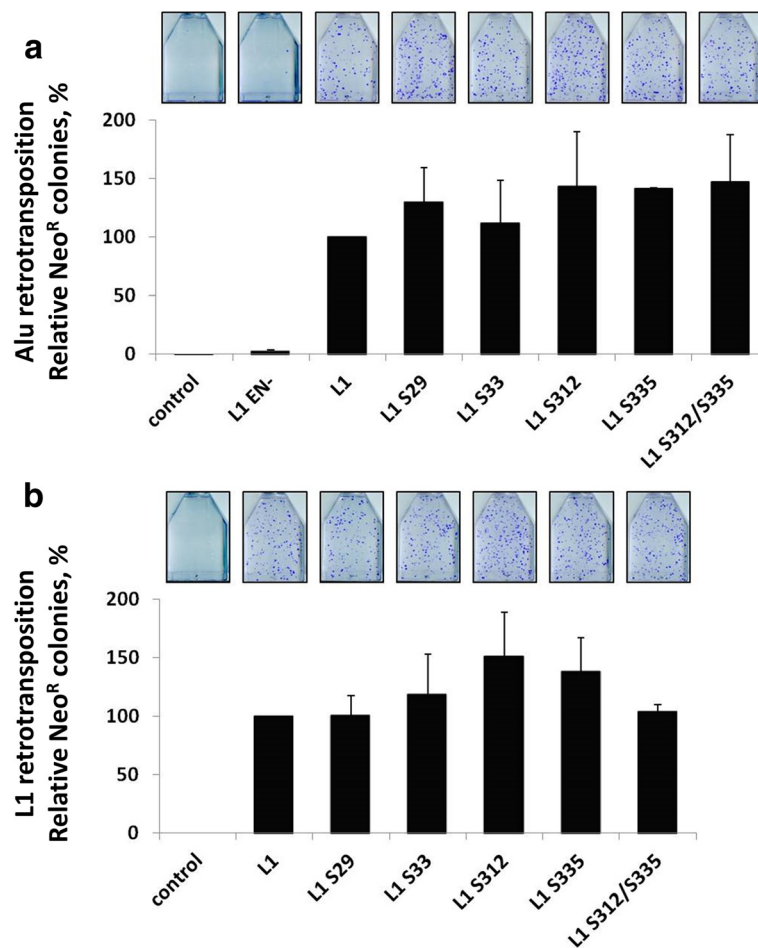 a
Alu retrotransposition
Relative Neo^R colonies, %
200
150
100
50
0
control
L1 EN-
L1
L1 S29
L1 S33
L1 S312
L1 S335
L1 S312/S335
b
L1 retrotransposition
Relative Neo^R colonies, %
200
150
100
50
0
control
L1
L1 S29
L1 S33
L1 S312
L1 S335
L1 S312/S335